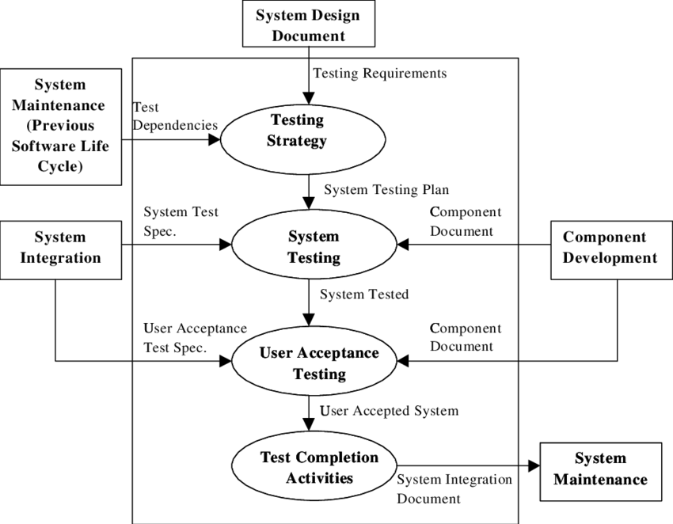 System Design
Document
Testing Requirements
System
Maintenance
(Previous
Software Life
Cycle)
Test
Dependencies
Testing
Strategy
System Testing Plan
System Test
Spec.
Component
Document
System
Integration
System
Testing
Component
Development
System Tested
User Acceptance
Test Spec.
Component
Document
User Acceptance
Testing
User Accepted System
Test Completion
Activities
System Integration
Document
System
Maintenance